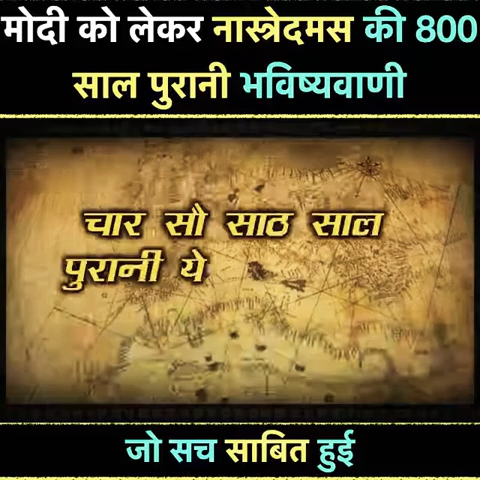 मोदी को लेकर नास्त्रेदमस की 800
साल पुरानी भविष्यवाणी
चार सौ साठ साल
पुरानी ये
जो सच साबित हुई